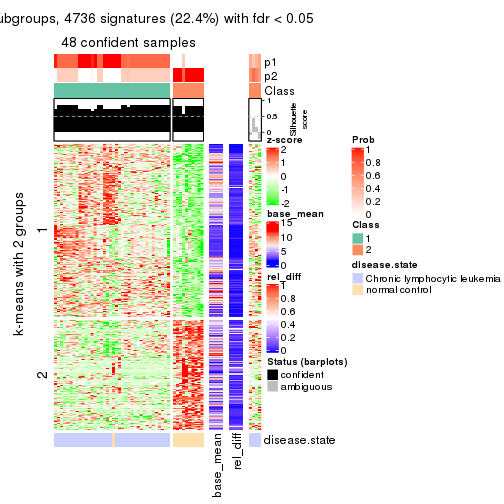 ubgroups, 4736 signatures (22.4%) with fdr < 0.05
48 confident samples
p1
p2
Class
1
0.5
0
Silhouette
score
k-means with 2 groups
1
2
z-score
2
1
0
-1
-2
base_mean
15
10
5
0
rel_diff
1
0.8
0.6
0.4
0.2
0
Status (barplots)
confident
ambiguous
Prob
1
0.8
0.6
0.4
0.2
0
Class
1
2
disease.state
Chronic lymphocytic leukemia
normal control
disease.state
base_mean
rel_diff